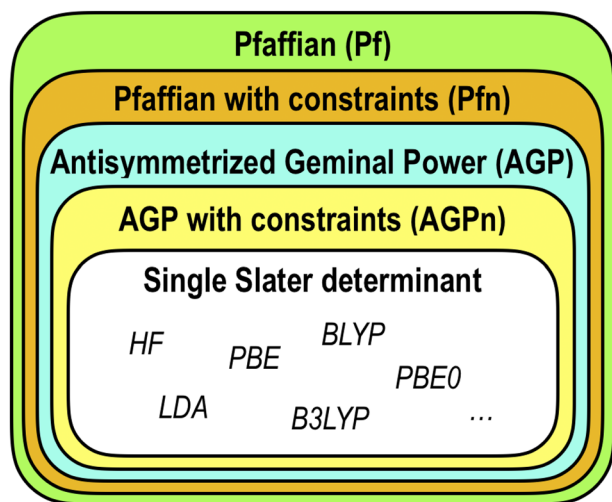 Pfaffian (Pf)
Pfaffian with constraints (Pfn)
Antisymmetrized Geminal Power (AGP)
AGP with constraints (AGPn)
Single Slater determinant
HF
PBE
BLYP
PBE0
LDA
B3LYP
...